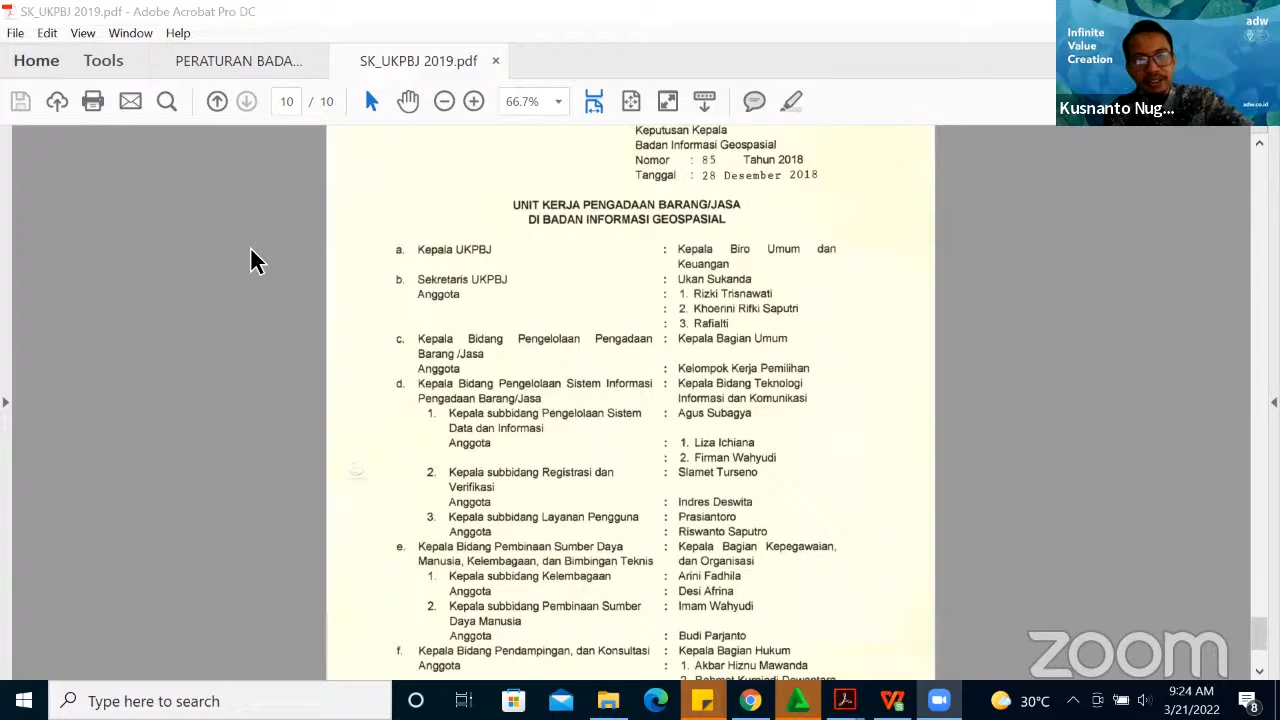 SK_UKPBJ 2019.pdf - Adobe Acrobat Pro DC
File Edit View Window Help
Home Tools PERATURAN BADA... SK_UKPBJ 2019.pdf ×
10 / 10 66.7%
Infinite
Value
Creation
adw
adw.co.id
Kusnanto Nug...
Keputusan Kepala
Badan Informasi Geospasial
Nomor : 85 Tahun 2018
Tanggal : 28 Desember 2018
UNIT KERJA PENGADAAN BARANG/JASA
DI BADAN INFORMASI GEOSPASIAL
a. Kepala UKPBJ : Kepala Biro Umum dan
Keuangan
b. Sekretaris UKPBJ : Ukan Sukanda
Anggota : 1. Rizki Trisnawati
: 2. Khoerini Rifki Saputri
: 3. Rafialti
c. Kepala Bidang Pengelolaan Pengadaan : Kepala Bagian Umum
Barang /Jasa
Anggota : Kelompok Kerja Pemilihan
d. Kepala Bidang Pengelolaan Sistem Informasi : Kepala Bidang Teknologi
Pengadaan Barang/Jasa Informasi dan Komunikasi
1. Kepala subbidang Pengelolaan Sistem : Agus Subagya
Data dan Informasi
Anggota : 1. Liza Ichiana
: 2. Firman Wahyudi
2. Kepala subbidang Registrasi dan : Slamet Turseno
Verifikasi
Anggota : Indres Deswita
3. Kepala subbidang Layanan Pengguna : Prasiantoro
Anggota : Riswanto Saputro
e. Kepala Bidang Pembinaan Sumber Daya : Kepala Bagian Kepegawaian,
Manusia, Kelembagaan, dan Bimbingan Teknis dan Organisasi
1. Kepala subbidang Kelembagaan : Arini Fadhila
Anggota : Desi Afrina
2. Kepala subbidang Pembinaan Sumber : Imam Wahyudi
Daya Manusia
Anggota : Budi Parjanto
f. Kepala Bidang Pendampingan, dan Konsultasi : Kepala Bagian Hukum
Anggota : 1. Akbar Hiznu Mawanda
zoom
Type here to search
30°C
9:24 AM
3/21/2022
8